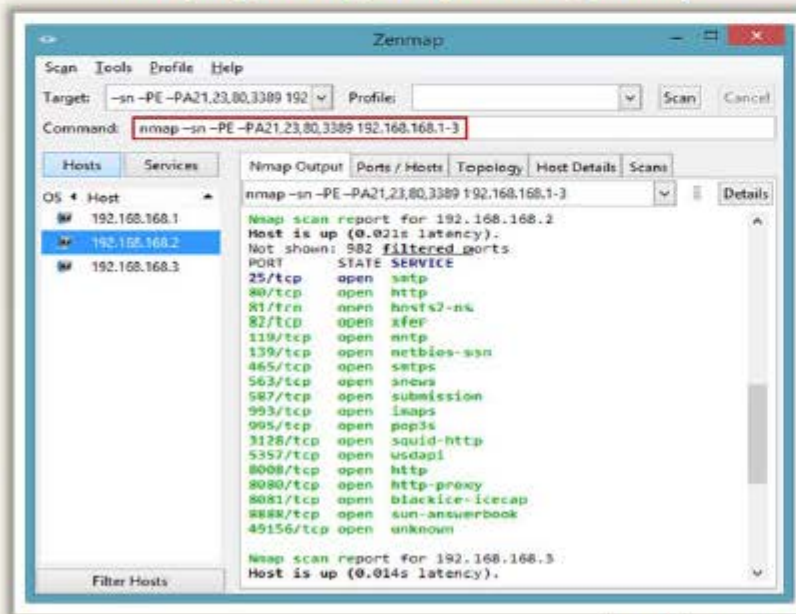 Zenmap
Scan Tools Profile Help
Target: -sn -PE -PA21,23,80,3389 192 Profile: Scan Cancel
Command: nmap -sn -PE -PA21,23,80,3389 192.168.168.1-3
Hosts Services Nmap Output Ports / Hosts Topology Host Details Scans
OS Host
192.168.168.1
192.168.168.2
192.168.168.3
Filter Hosts
nmap -sn -PE -PA21,23,80,3389 192.168.168.1-3 Details
Nmap scan report for 192.168.168.2
Host is up (0.021s latency).
Not shown: 982 filtered ports
PORT STATE SERVICE
25/tcp open smtp
80/tcp open http
81/tcp open hosts2-ns
82/tcp open xfer
119/tcp open nntp
139/tcp open netbios-ssn
465/tcp open smtps
563/tcp open snews
587/tcp open submission
993/tcp open imaps
995/tcp open pop3s
3128/tcp open squid-http
5357/tcp open wsdapi
8008/tcp open http
8080/tcp open http-proxy
8081/tcp open blackice-icecap
8888/tcp open sun-answerbook
49156/tcp open unknown
Nmap scan report for 192.168.168.3
Host is up (0.014s latency).